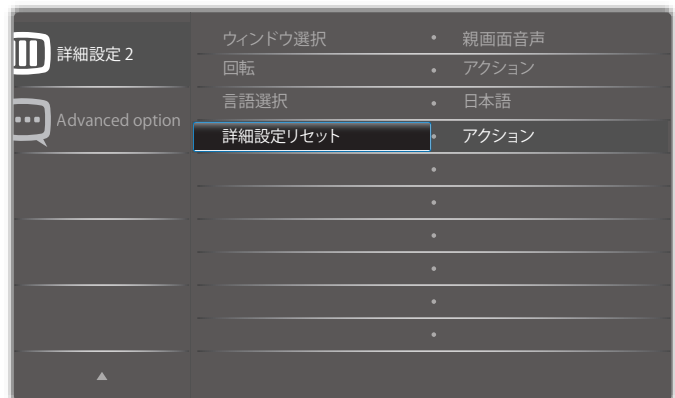 詳細設定 2
Advanced option
ウィンドウ選択 • 親画面音声
回転 • アクション
言語選択 • 日本語
詳細設定リセット • アクション